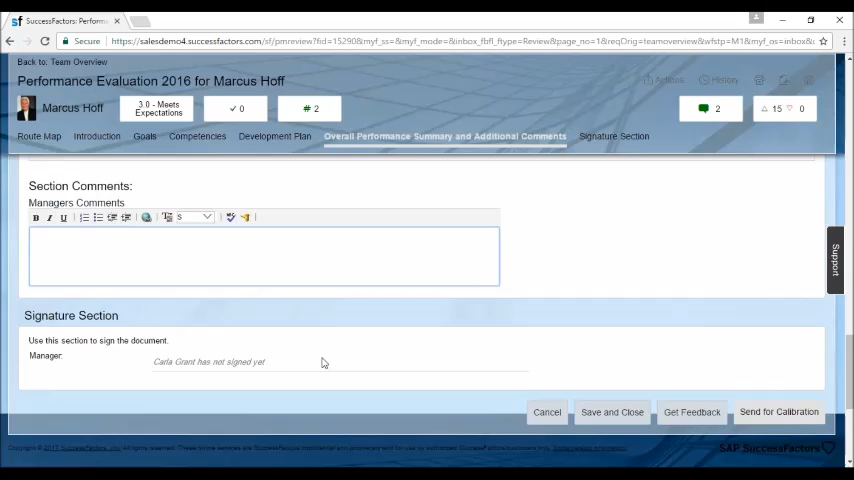 SuccessFactors: Perform
Secure https://salesdemo4.successfactors.com/sf/pmreview?fid=15290&myf_ss=&myf_mode=&inbox_fbfl_ftype=Review&page_no=1&reqOrig=teamoverview&wfstp=M1&myf_os=inbox&
Back to: Team Overview
Performance Evaluation 2016 for Marcus Hoff
Actions History
Marcus Hoff
3.0 - Meets
Expectations
0
# 2
2
15 0
Route Map Introduction Goals Competencies Development Plan Overall Performance Summary and Additional Comments Signature Section
Section Comments:
Managers Comments
B I U S
Support
Signature Section
Use this section to sign the document.
Manager: Carla Grant has not signed yet
Cancel Save and Close Get Feedback Send for Calibration
SAP SuccessFactors